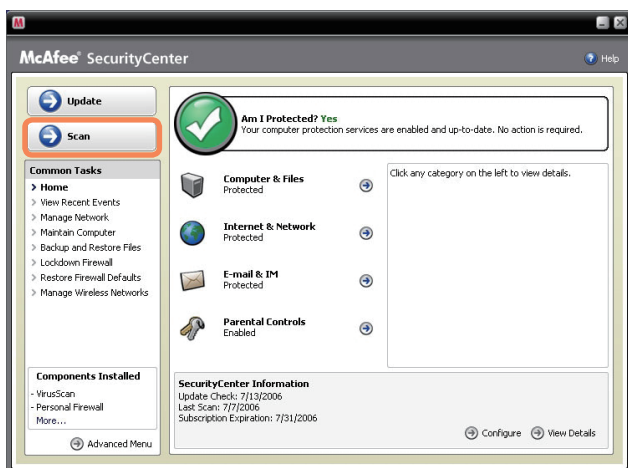 M
McAfee® SecurityCenter
Help
Update
Scan
Common Tasks
Home
View Recent Events
Manage Network
Maintain Computer
Backup and Restore Files
Lockdown Firewall
Restore Firewall Defaults
Manage Wireless Networks
Components Installed
- VirusScan
- Personal Firewall
More...
Advanced Menu
Am I Protected? Yes
Your computer protection services are enabled and up-to-date. No action is required.
Computer & Files
Protected
Internet & Network
Protected
E-mail & IM
Protected
Parental Controls
Enabled
Click any category on the left to view details.
SecurityCenter Information
Update Check: 7/13/2006
Last Scan: 7/7/2006
Subscription Expiration: 7/31/2006
Configure
View Details